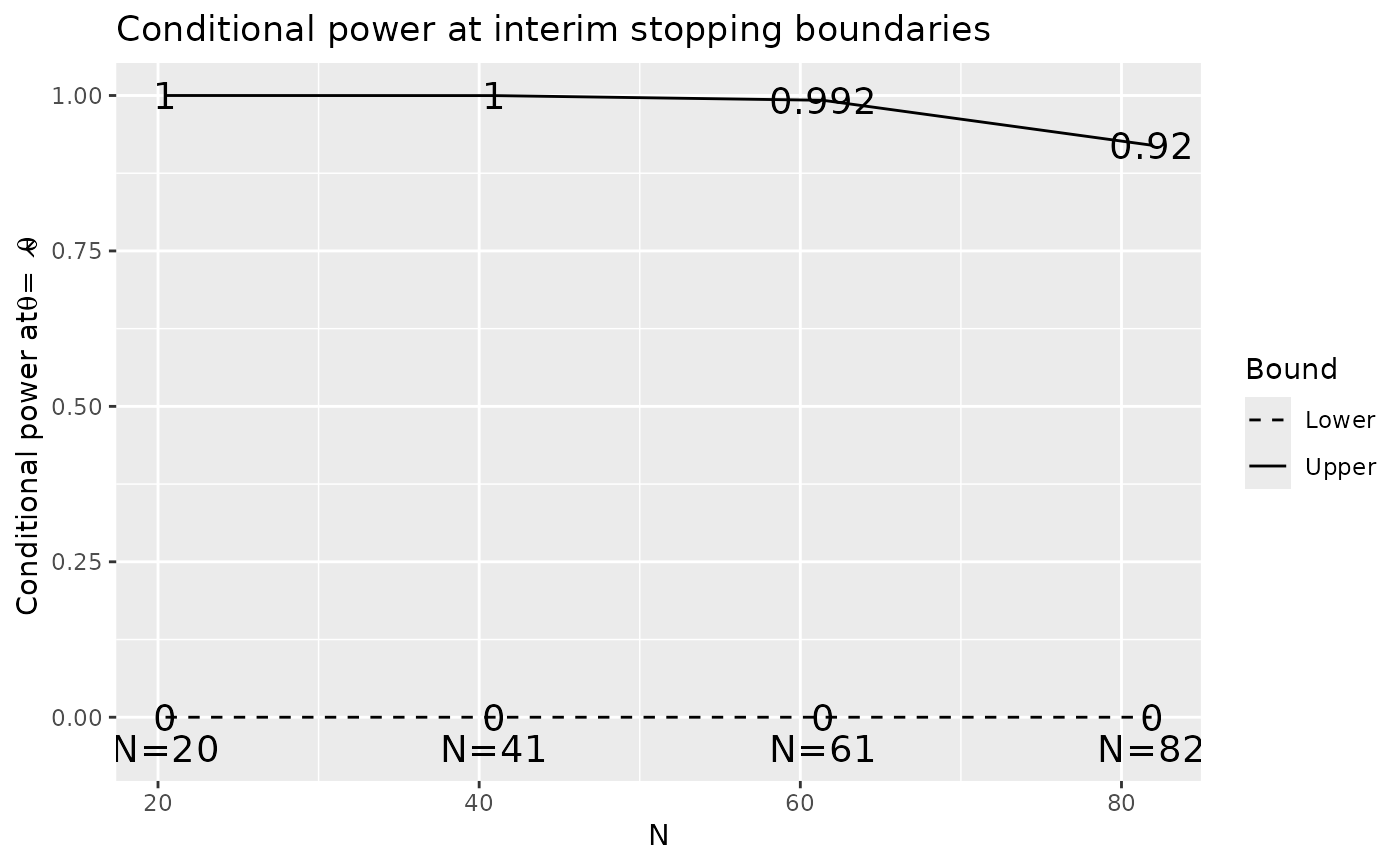 Conditional power at interim stopping boundaries
Conditional power atθ= θ̂
1.00
0.75
0.50
0.25
0.00
1
1
0.992
0.92
0
0
0
0
N=20
N=41
N=61
N=82
20
40
60
80
N
Bound
Lower
Upper